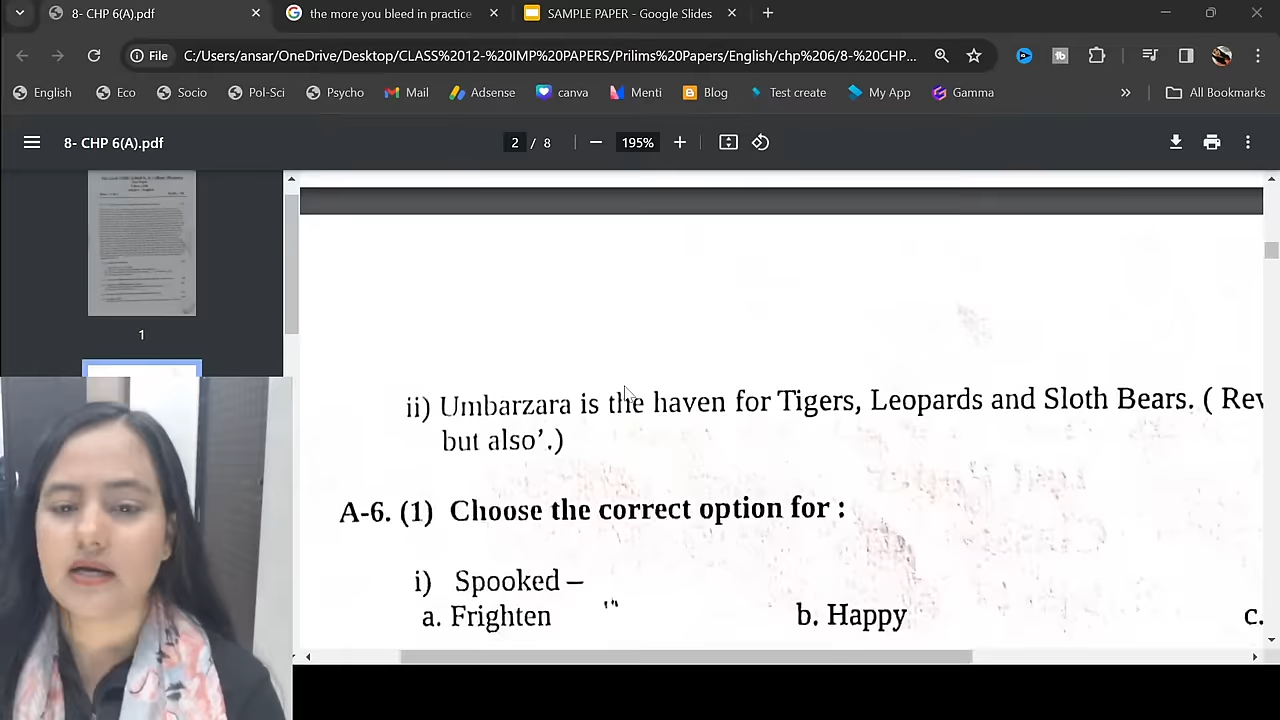 8- CHP 6(A).pdf
the more you bleed in practice
SAMPLE PAPER - Google Slides
File C:/Users/ansar/OneDrive/Desktop/CLASS%2012-%20IMP%20PAPERS/Prilims%20Papers/English/chp%206/8-%20CHP...
English Eco Socio Pol-Sci Psycho Mail Adsense canva Menti Blog Test create My App Gamma » All Bookmarks
8- CHP 6(A).pdf 2 / 8 195%
1
ii) Umbarzara is the haven for Tigers, Leopards and Sloth Bears. ( Rev
but also'.)
A-6. (1) Choose the correct option for :
i) Spooked –
a. Frighten b. Happy c.